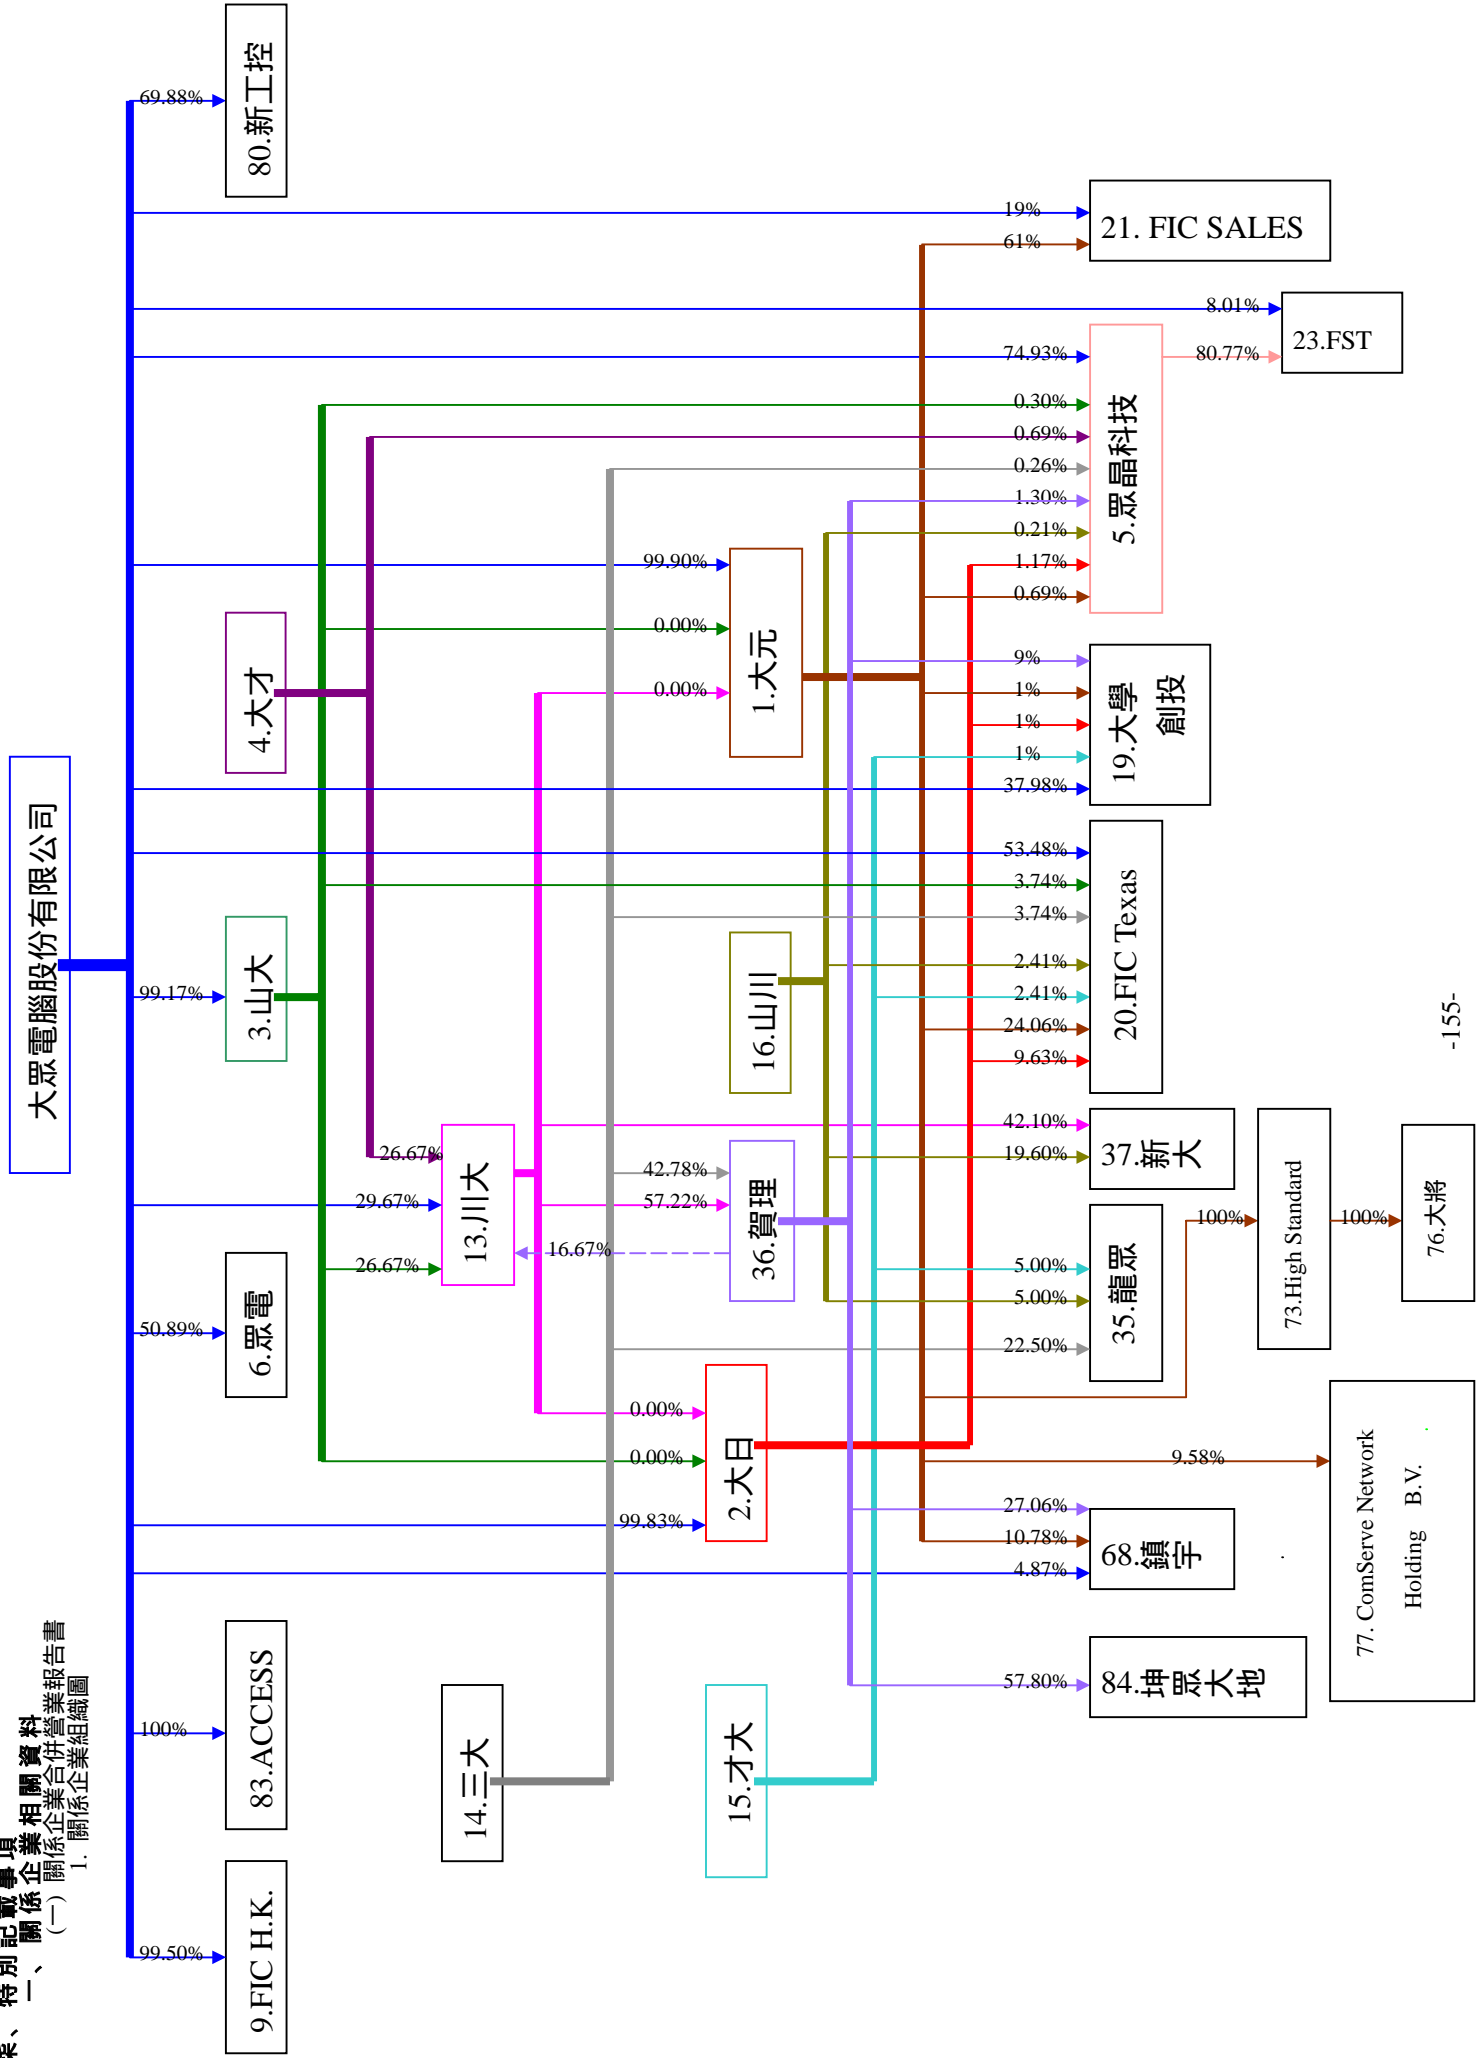 柒、特別記載事項
一、關係企業相關資料
(一) 關係企業合併營業報告書
1. 關係企業組織圖
大眾電腦股份有限公司
99.50%
100%
50.89%
99.17%
69.88%
9.FIC H.K.
83.ACCESS
6.眾電
3.山大
4.大才
80.新工控
26.67%
29.67%
26.67%
14.三大
13.川大
16.67%
99.83%
0.00%
0.00%
57.22%
42.78%
0.00%
0.00%
99.90%
15.才大
2.大日
36.賀理
16.山川
1.大元
57.80%
4.87%
10.78%
27.06%
9.58%
22.50%
5.00%
5.00%
19.60%
42.10%
9.63%
24.06%
2.41%
2.41%
3.74%
3.74%
53.48%
37.98%
1%
1%
1%
9%
0.69%
1.17%
0.21%
1.30%
0.26%
0.69%
0.30%
74.93%
61%
19%
84.坤眾大地
68.鎮宇
35.龍眾
37.新大
20.FIC Texas
19.大學
創投
5.眾晶科技
21. FIC SALES
100%
80.77%
8.01%
73.High Standard
23.FST
100%
77. ComServe Network
Holding B.V.
76.大將
-155-